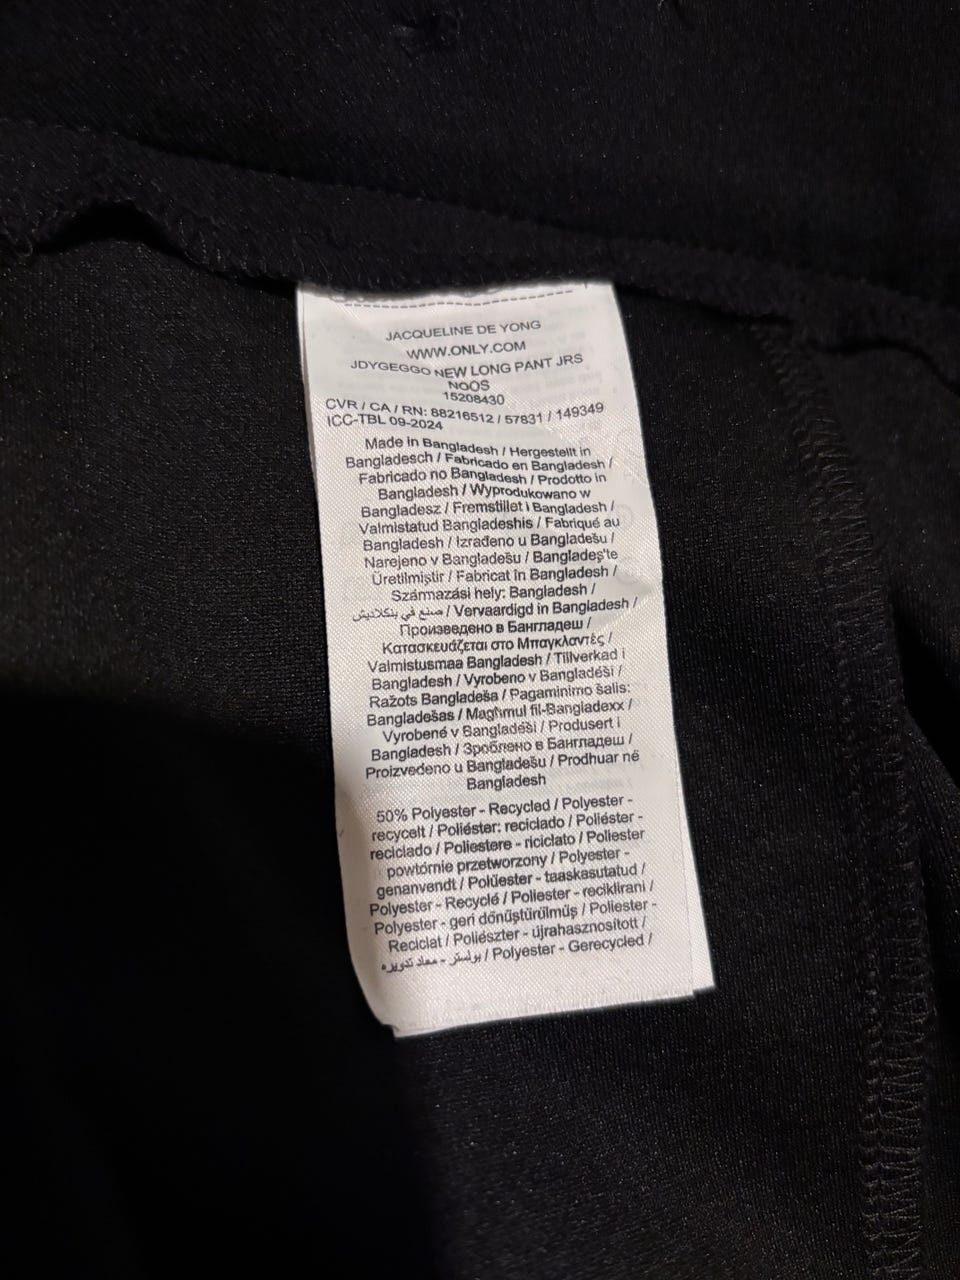 JACQUELINE DE YONG
WWW.ONLY.COM
JDYGEGGO NEW LONG PANT JRS
NOOS
15208430
CVR / CA / RN: 88216512 / 57831 / 149349
ICC-TBL 09-2024
Made in Bangladesh / Hergestellt in
Bangladesch / Fabricado en Bangladesh /
Fabricado no Bangladesh / Prodotto in
Bangladesh / Wyprodukowano w
Bangladesz / Fremstillet i Bangladesh /
Valmistatud Bangladeshis / Fabriqué au
Bangladesh / Izrađeno u Bangladešu /
Narejeno v Bangladešu / Bangladeş'te
Üretilmiştir / Fabricat în Bangladesh /
Származási hely: Bangladesh /
صنع في بنكلاديش / Vervaardigd in Bangladesh /
Произведено в Бангладеш /
Κατασκευάζεται στο Μπαγκλαντές /
Valmistusmaa Bangladesh / Tillverkad i
Bangladesh / Vyrobeno v Bangladéši /
Ražots Bangladeša / Pagaminimo šalis:
Bangladešas / Magħmul fil-Bangladexx /
Vyrobené v Bangladéši / Produsert i
Bangladesh / Зроблено в Бангладеш /
Proizvedeno u Bangladešu / Prodhuar në
Bangladesh
50% Polyester - Recycled / Polyester -
recycelt / Poliéster: reciclado / Poliéster -
reciclado / Poliestere - riciclato / Poliester
powtórnie przetworzony / Polyester -
genanvendt / Polüester - taaskasutatud /
Polyester - Recyclé / Poliester - reciklirani /
Polyester - geri dönüştürülmüş / Poliester -
Reciclat / Poliészter - újrahasznosított /
بولستر - معاد تدويره / Polyester - Gerecycled /